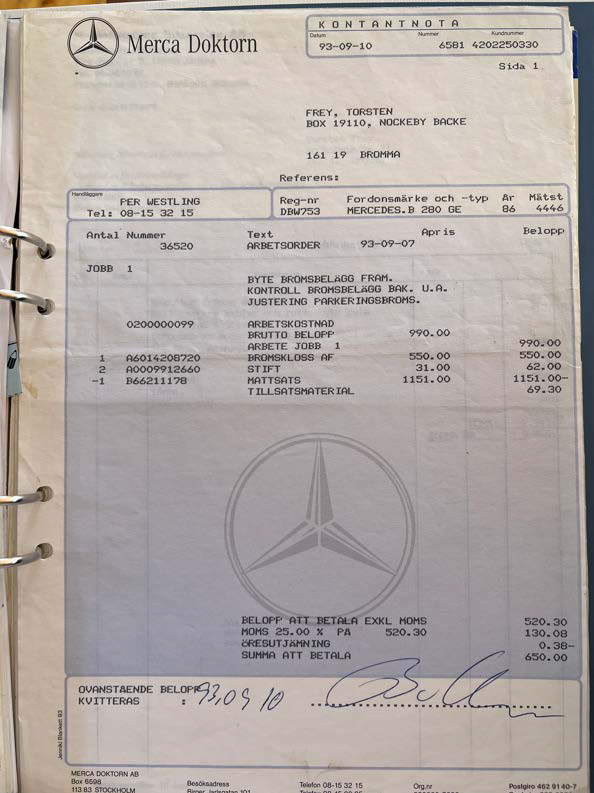 Merca Doktorn
KONTANTNOTA
Datum Nummer Kundnummer
93-09-10 6581 4202250330
Sida 1
FREY, TORSTEN
BOX 19110, NOCKEBY BACKE
161 19 BROMMA
Referens:
Handläggare
PER WESTLING
Tel: 08-15 32 15
Reg-nr Fordonsmärke och -typ År Mätst
DBW753 MERCEDES.B 280 GE 86 4446
Antal Nummer Text Apris Belopp
36520 ARBETSORDER 93-09-07
JOBB 1
BYTE BROMSBELÄGG FRAM.
KONTROLL BROMSBELÄGG BAK. U.A.
JUSTERING PARKERINGSBROMS.
0200000099 ARBETSKOSTNAD
BRUTTO BELOPP 990.00
ARBETE JOBB 1 990.00
1 A6014208720 BROMSKLOSS AF 550.00 550.00
2 A0009912660 STIFT 31.00 62.00
-1 B66211178 MATTSATS 1151.00 1151.00-
TILLSATSMATERIAL 69.30
BELOPP ATT BETALA EXKL MOMS 520.30
MOMS 25.00 % PÅ 520.30 130.08
ÖRESUTJÄMNING 0.38-
SUMMA ATT BETALA 650.00
OVANSTÅENDE BELOPP
KVITTERAS : 93,09 10
Jenniki Blankett 93
MERCA DOKTORN AB
Box 6598
113 83 STOCKHOLM
Besöksadress
Telefon 08-15 32 15
Org.nr
Postgiro 462 91 40-7